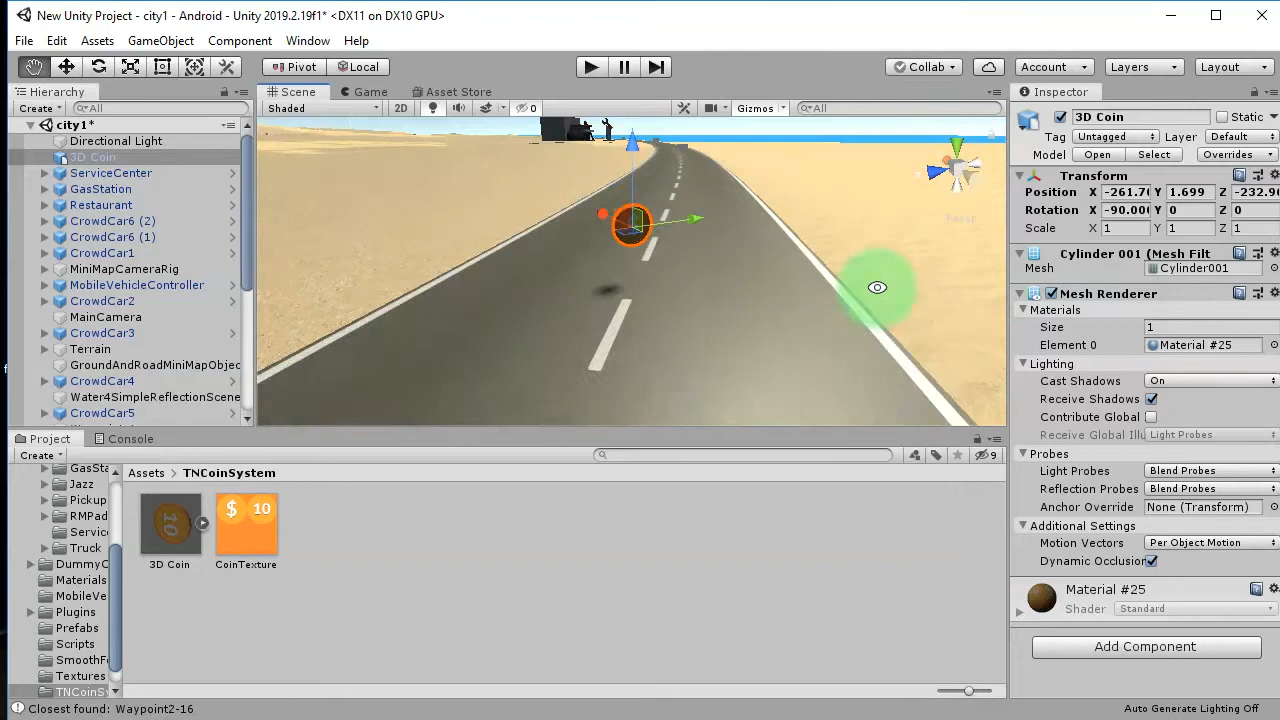 New Unity Project - city1 - Android - Unity 2019.2.19f1* <DX11 on DX10 GPU>
File Edit Assets GameObject Component Window Help
Pivot Local Collab Account Layers Layout
Hierarchy
Create All
city1*
Directional Light
3D Coin
ServiceCenter
GasStation
Restaurant
CrowdCar6 (2)
CrowdCar6 (1)
CrowdCar1
MiniMapCameraRig
MobileVehicleController
CrowdCar2
MainCamera
CrowdCar3
Terrain
GroundAndRoadMiniMapObjec
CrowdCar4
Water4SimpleReflectionScene
CrowdCar5
Scene Game Asset Store
Shaded 2D 0 Gizmos All
Persp
Inspector
3D Coin Static
Tag Untagged Layer Default
Model Open Select Overrides
Transform
Position X -261.7 Y 1.699 Z -232.9
Rotation X -90.00 Y 0 Z 0
Scale X 1 Y 1 Z 1
Cylinder 001 (Mesh Filt
Mesh Cylinder001
Mesh Renderer
Materials
Size 1
Element 0 Material #25
Lighting
Cast Shadows On
Receive Shadows
Contribute Global
Receive Global Illu Light Probes
Probes
Light Probes Blend Probes
Reflection Probes Blend Probes
Anchor Override None (Transform)
Additional Settings
Motion Vectors Per Object Motion
Dynamic Occlusion
Material #25
Shader Standard
Add Component
Project Console
Create 9
GasSta
Jazz
Pickup
RMPad
Service
Truck
DummyC
Materials
MobileVe
Plugins
Prefabs
Scripts
SmoothF
Textures
TNCoinSy
Assets > TNCoinSystem
10 $ 10
3D Coin CoinTexture
Closest found: Waypoint2-16
Auto Generate Lighting Off